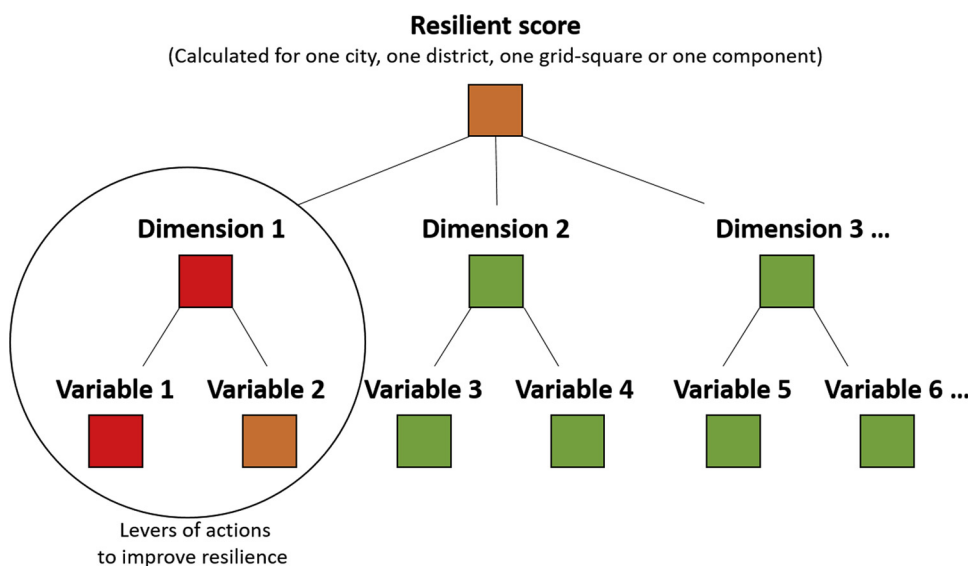 Resilient score
(Calculated for one city, one district, one grid-square or one component)
Dimension 1
Dimension 2
Dimension 3 ...
Variable 1
Variable 2
Variable 3
Variable 4
Variable 5
Variable 6 ...
Levers of actions
to improve resilience